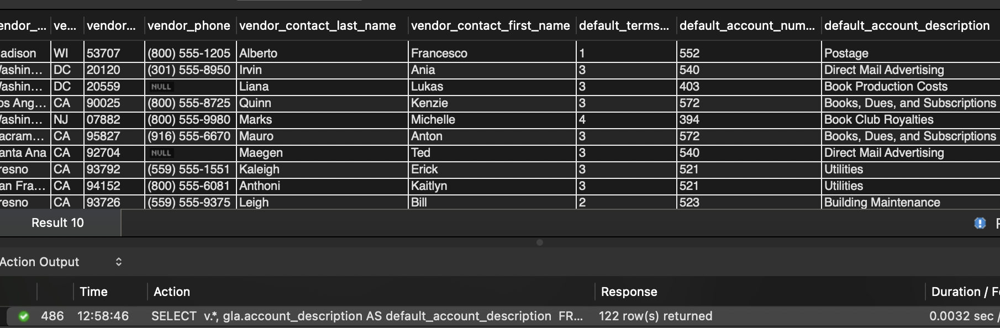 endor_... ve... vendor... vendor_phone vendor_contact_last_name vendor_contact_first_name default_terms... default_account_num... default_account_description
adison WI 53707 (800) 555-1205 Alberto Francesco 1 552 Postage
Washin... DC 20120 (301) 555-8950 Irvin Ania 3 540 Direct Mail Advertising
Washin... DC 20559 NULL Liana Lukas 3 403 Book Production Costs
os Ang... CA 90025 (800) 555-8725 Quinn Kenzie 3 572 Books, Dues, and Subscriptions
Washin... NJ 07882 (800) 555-9980 Marks Michelle 4 394 Book Club Royalties
acram... CA 95827 (916) 555-6670 Mauro Anton 3 572 Books, Dues, and Subscriptions
anta Ana CA 92704 NULL Maegen Ted 3 540 Direct Mail Advertising
resno CA 93792 (559) 555-1551 Kaleigh Erick 3 521 Utilities
an Fra... CA 94152 (800) 555-6081 Anthoni Kaitlyn 3 521 Utilities
resno CA 93726 (559) 555-9375 Leigh Bill 2 523 Building Maintenance
Result 10
Action Output
Time Action Response Duration / F
486 12:58:46 SELECT v.*, gla.account_description AS default_account_description FR... 122 row(s) returned 0.0032 sec /